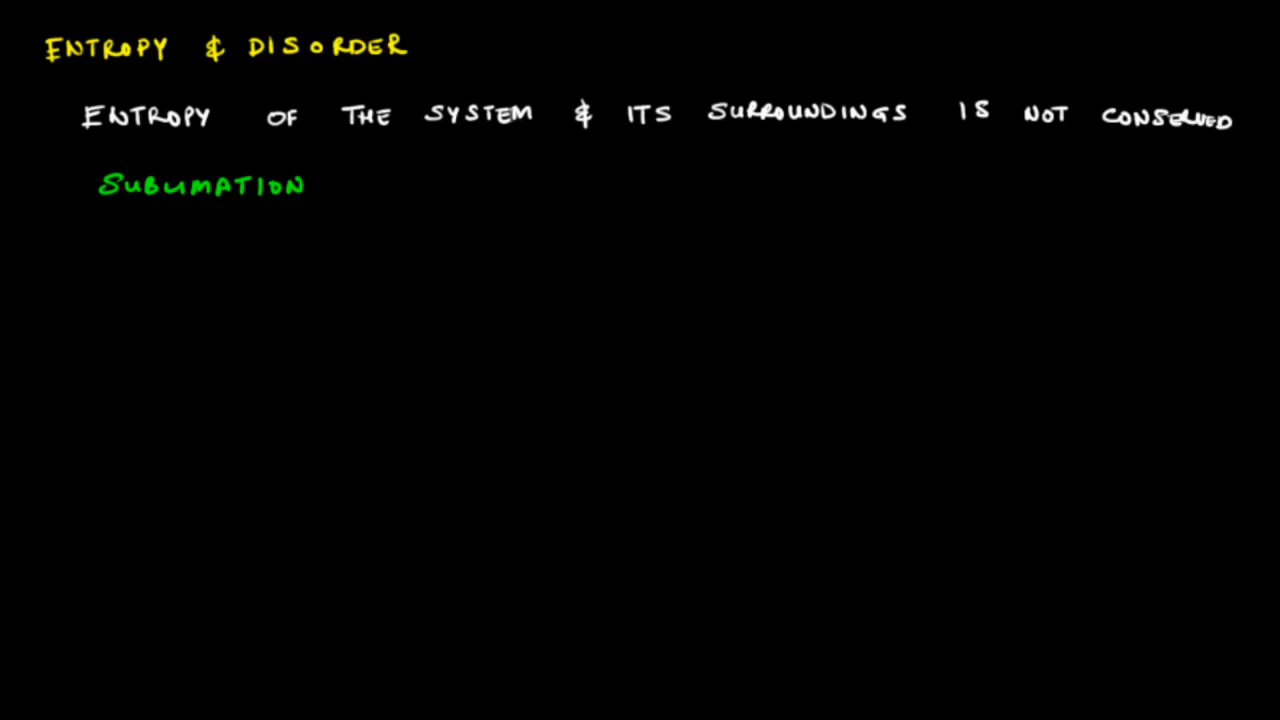 ENTROPY & DISORDER
ENTROPY OF THE SYSTEM & ITS SURROUNDINGS IS NOT CONSERVED
SUBLIMATION